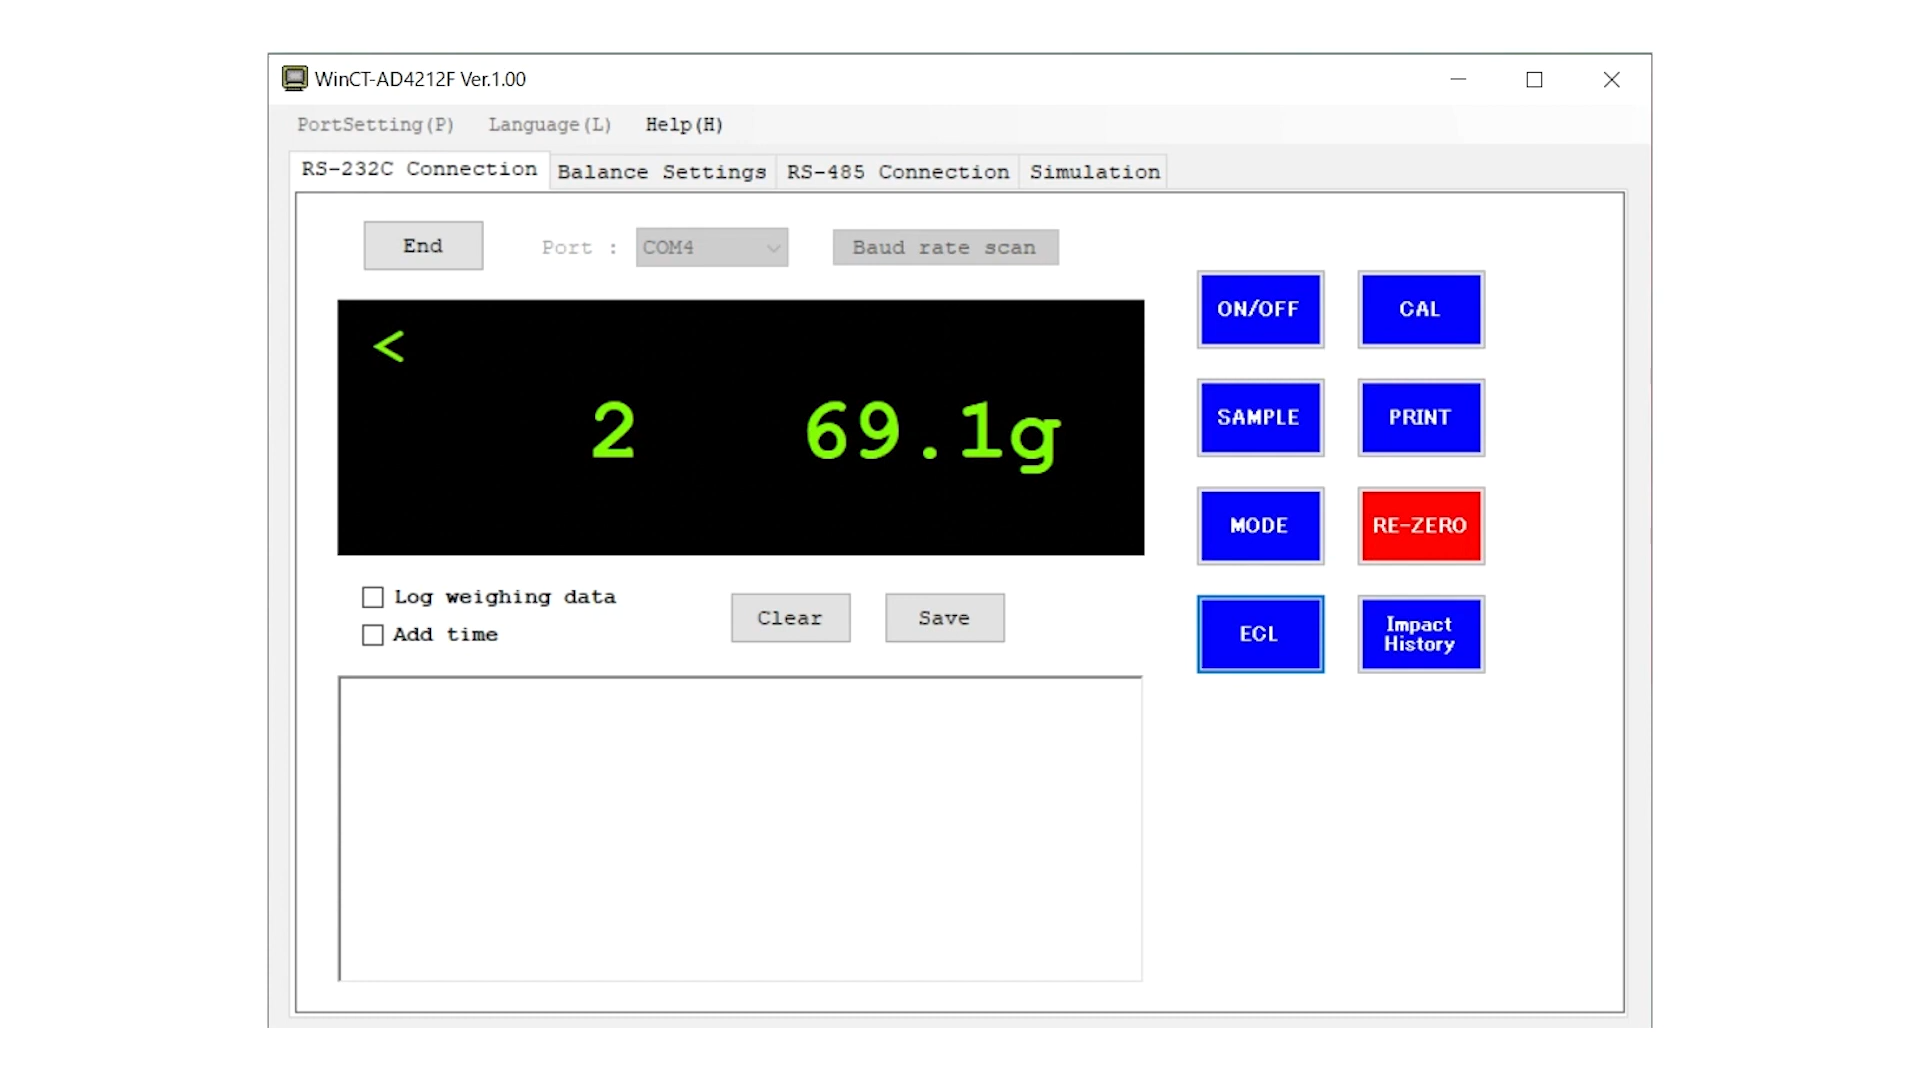 WinCT-AD4212F Ver.1.00
PortSetting(P) Language(L) Help(H)
RS-232C Connection Balance Settings RS-485 Connection Simulation
End Port : COM4 Baud rate scan
<
2 69.1g
ON/OFF CAL
SAMPLE PRINT
MODE RE-ZERO
ECL Impact
History
Log weighing data
Add time
Clear Save